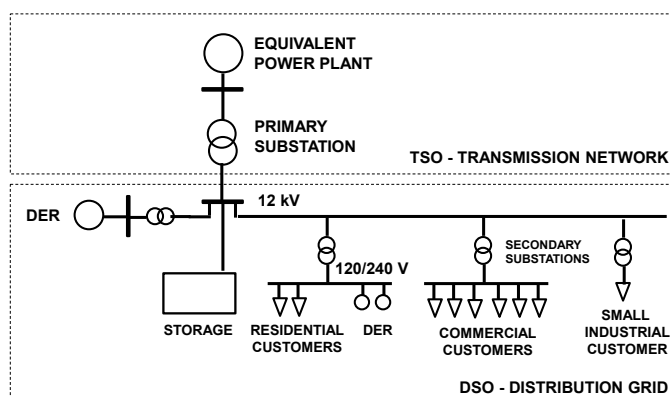 EQUIVALENT
POWER PLANT
PRIMARY
SUBSTATION
TSO - TRANSMISSION NETWORK
12 kV
DER
SECONDARY
SUBSTATIONS
120/240 V
STORAGE
RESIDENTIAL
CUSTOMERS
DER
COMMERCIAL
CUSTOMERS
SMALL
INDUSTRIAL
CUSTOMER
DSO - DISTRIBUTION GRID